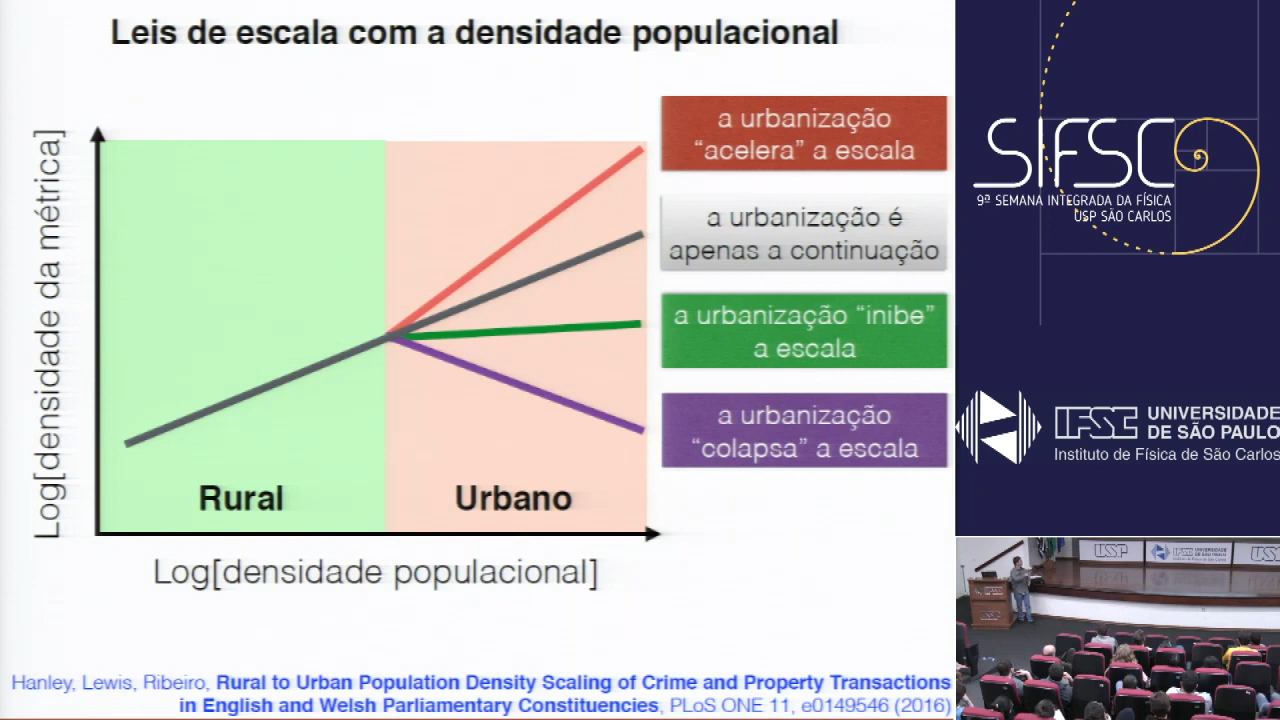 Leis de escala com a densidade populacional
Log[densidade da métrica]
Rural
Urbano
Log[densidade populacional]
a urbanização
“acelera” a escala
a urbanização é
apenas a continuação
a urbanização “inibe”
a escala
a urbanização
“colapsa” a escala
Hanley, Lewis, Ribeiro, Rural to Urban Population Density Scaling of Crime and Property Transactions
in English and Welsh Parliamentary Constituencies, PLoS ONE 11, e0149546 (2016)
SIFSC
9ª SEMANA INTEGRADA DA FÍSICA
USP SÃO CARLOS
IFSC UNIVERSIDADE
DE SÃO PAULO
Instituto de Física de São Carlos
USP
IFSC